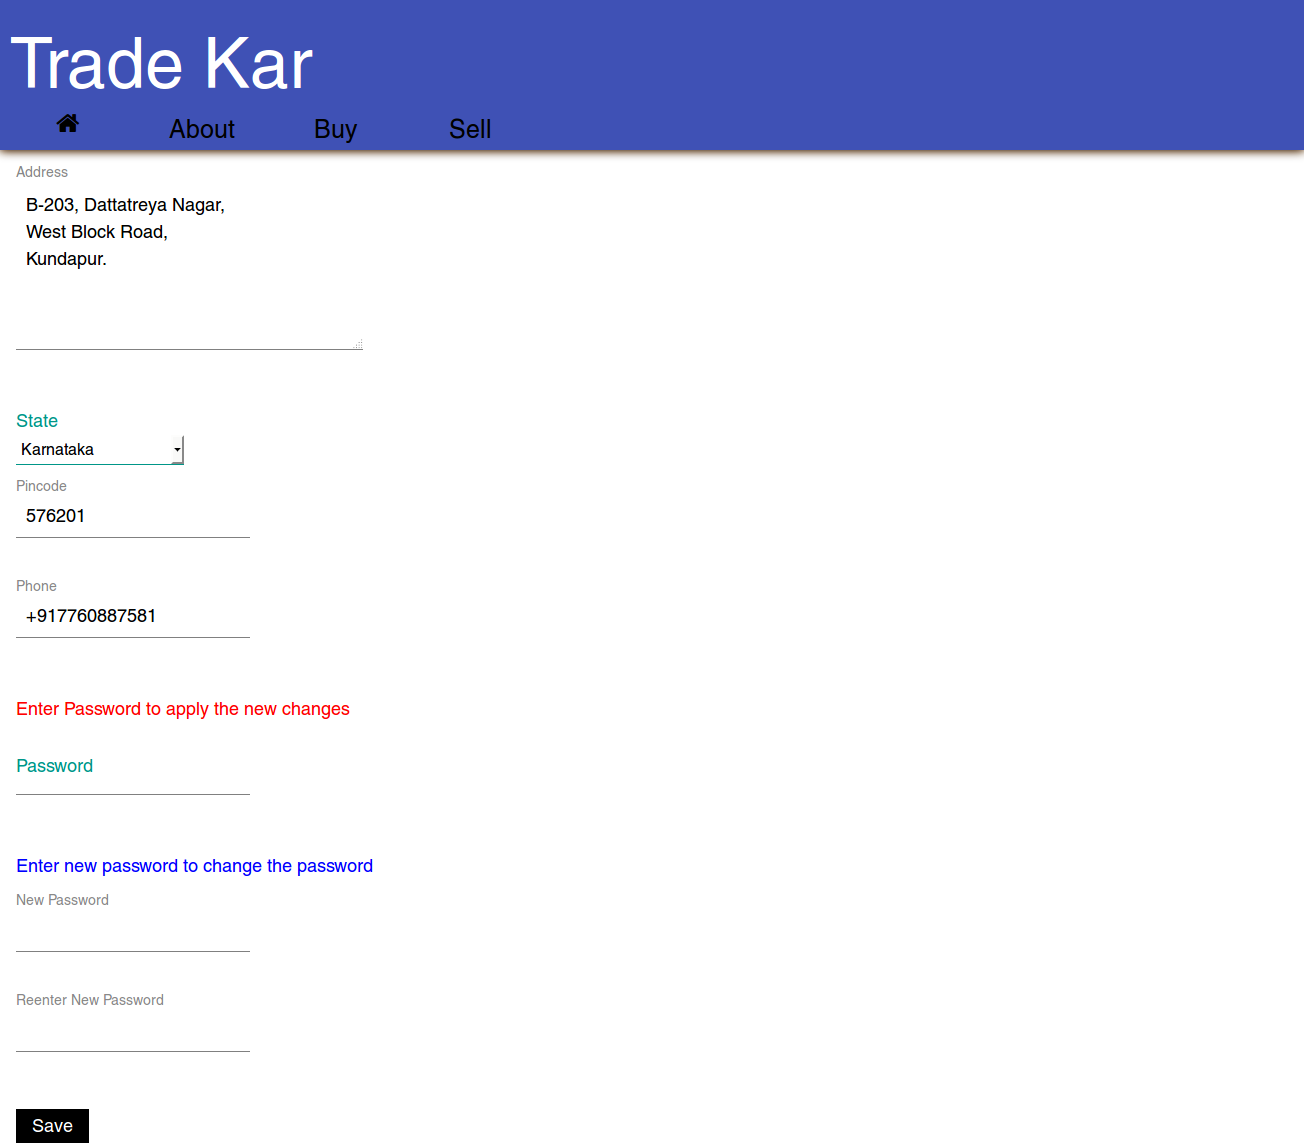 Trade Kar
About Buy Sell
Address
B-203, Dattatreya Nagar,
West Block Road,
Kundapur.
State
Karnataka
Pincode
576201
Phone
+917760887581
Enter Password to apply the new changes
Password
Enter new password to change the password
New Password
Reenter New Password
Save